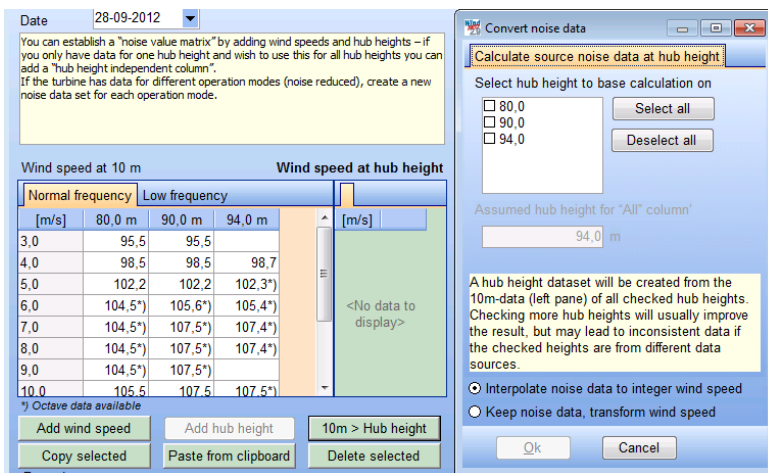 Date 28-09-2012
You can establish a "noise value matrix" by adding wind speeds and hub heights – if
you only have data for one hub height and wish to use this for all hub heights you can
add a "hub height independent column".
If the turbine has data for different operation modes (noise reduced), create a new
noise data set for each operation mode.
Wind speed at 10 m Wind speed at hub height
Normal frequency Low frequency
[m/s] 80,0 m 90,0 m 94,0 m [m/s]
3,0 95,5 95,5
4,0 98,5 98,5 98,7
5,0 102,2 102,2 102,3*)
6,0 104,5*) 105,6*) 105,4*)
7,0 104,5*) 107,5*) 107,4*)
8,0 104,5*) 107,5*) 107,4*)
9,0 104,5*) 107,5*)
10,0 105,5 107,5 107,5*)
<No data to
display>
*) Octave data available
Add wind speed Add hub height 10m > Hub height
Copy selected Paste from clipboard Delete selected
Convert noise data
Calculate source noise data at hub height
Select hub height to base calculation on
80,0
90,0
94,0
Select all
Deselect all
Assumed hub height for "All" column'
94,0 m
A hub height dataset will be created from the
10m-data (left pane) of all checked hub heights.
Checking more hub heights will usually improve
the result, but may lead to inconsistent data if
the checked heights are from different data
sources.
Interpolate noise data to integer wind speed
Keep noise data, transform wind speed
Ok Cancel